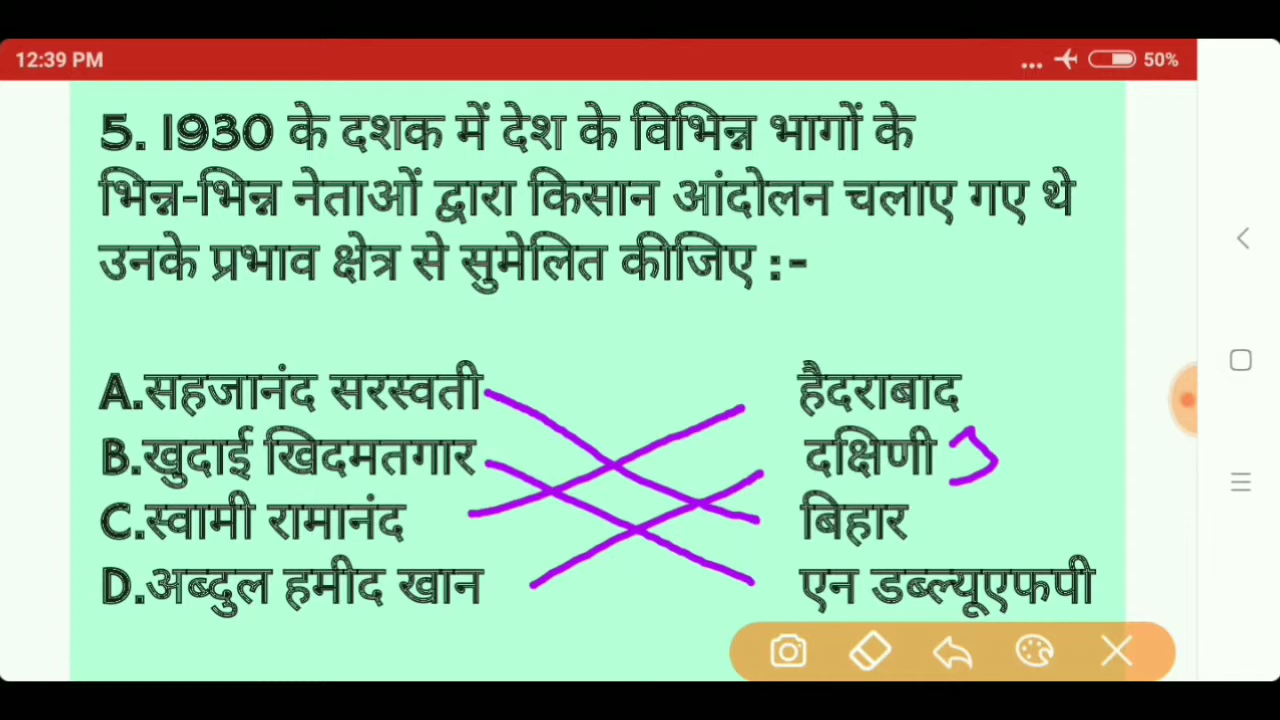 12:39 PM
50%
5. 1930 के दशक में देश के विभिन्न भागों के
भिन्न-भिन्न नेताओं द्वारा किसान आंदोलन चलाए गए थे
उनके प्रभाव क्षेत्र से सुमेलित कीजिए :-
A.सहजानंद सरस्वती हैदराबाद
B.खुदाई खिदमतगार दक्षिणी
C.स्वामी रामानंद बिहार
D.अब्दुल हमीद खान एन डब्ल्यूएफपी